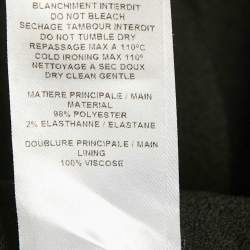 BLANCHIMENT INTERDIT
DO NOT BLEACH
SECHAGE TAMBOUR INTERDIT
DO NOT TUMBLE DRY
REPASSAGE MAX A 110°C
COLD IRONING MAX 110°
NETTOYAGE A SEC DOUX
DRY CLEAN GENTLE
MATIERE PRINCIPALE / MAIN
MATERIAL
98% POLYESTER
2% ELASTHANNE / ELASTANE
DOUBLURE PRINCIPALE / MAIN
LINING
100% VISCOSE